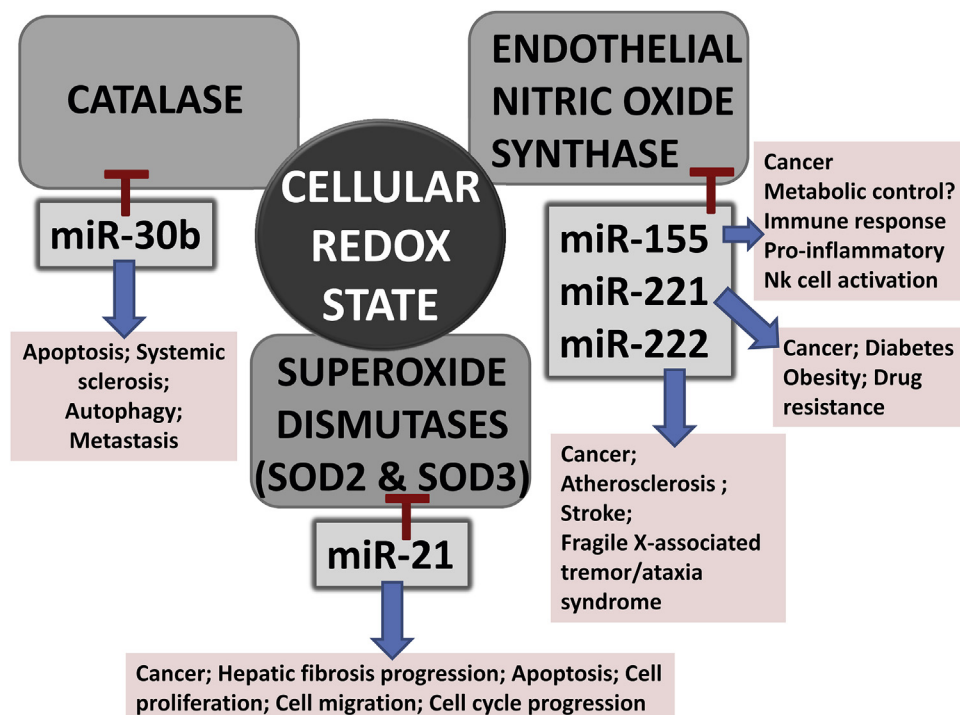 CATALASE
ENDOTHELIAL
NITRIC OXIDE
SYNTHASE
CELLULAR
REDOX
STATE
miR-30b
Apoptosis; Systemic
sclerosis;
Autophagy;
Metastasis
SUPEROXIDE
DISMUTASES
(SOD2 & SOD3)
miR-21
Cancer; Hepatic fibrosis progression; Apoptosis; Cell
proliferation; Cell migration; Cell cycle progression
miR-155
miR-221
miR-222
Cancer
Metabolic control?
Immune response
Pro-inflammatory
Nk cell activation
Cancer; Diabetes
Obesity; Drug
resistance
Cancer;
Atherosclerosis ;
Stroke;
Fragile X-associated
tremor/ataxia
syndrome